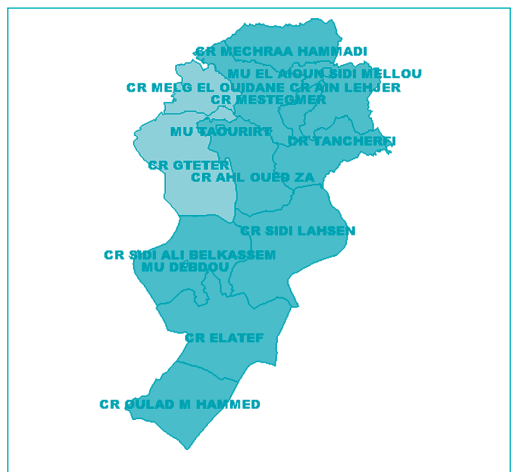 CR MECHRAA HAMMADI
MU EL AIOUN SIDI MELLOU
CR MELG EL OUIDANE CR AIN LEHJER
CR MESTEGMER
MU TAOURIRT
CR TANCHERFI
CR GTETER
CR AHL OUED ZA
CR SIDI LAHSEN
CR SIDI ALI BELKASSEM
MU DEBDOU
CR ELATEF
CR OULAD M HAMMED